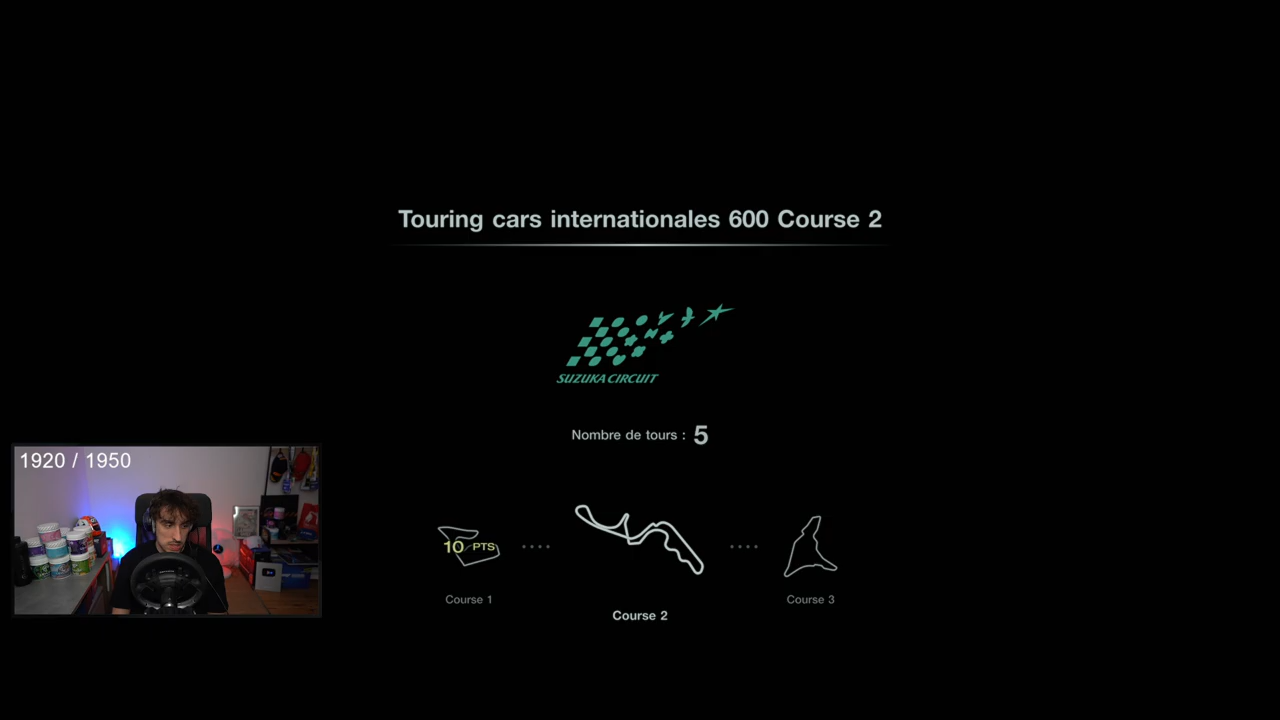 Touring cars internationales 600 Course 2
SUZUKA CIRCUIT
Nombre de tours : 5
1920 / 1950
10 PTS
Course 1
Course 2
Course 3